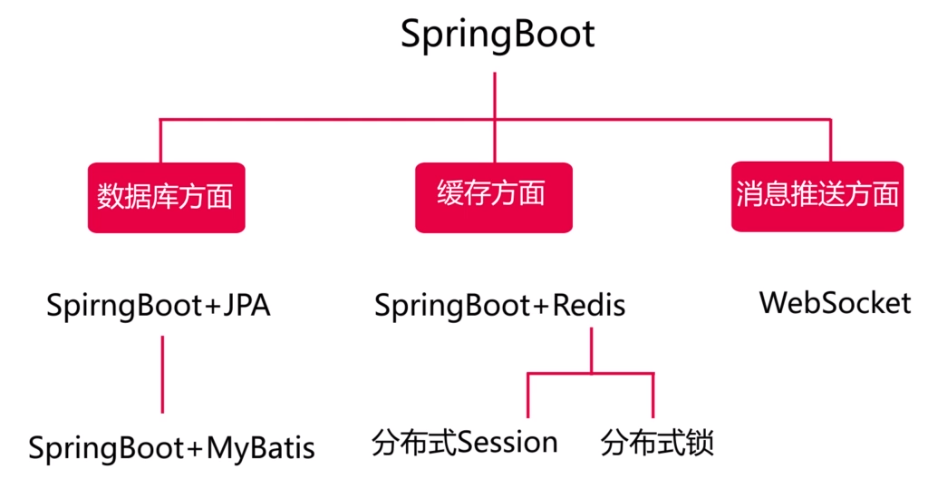 SpringBoot
数据库方面
缓存方面
消息推送方面
SpirngBoot+JPA
SpringBoot+Redis
WebSocket
SpringBoot+MyBatis
分布式Session
分布式锁